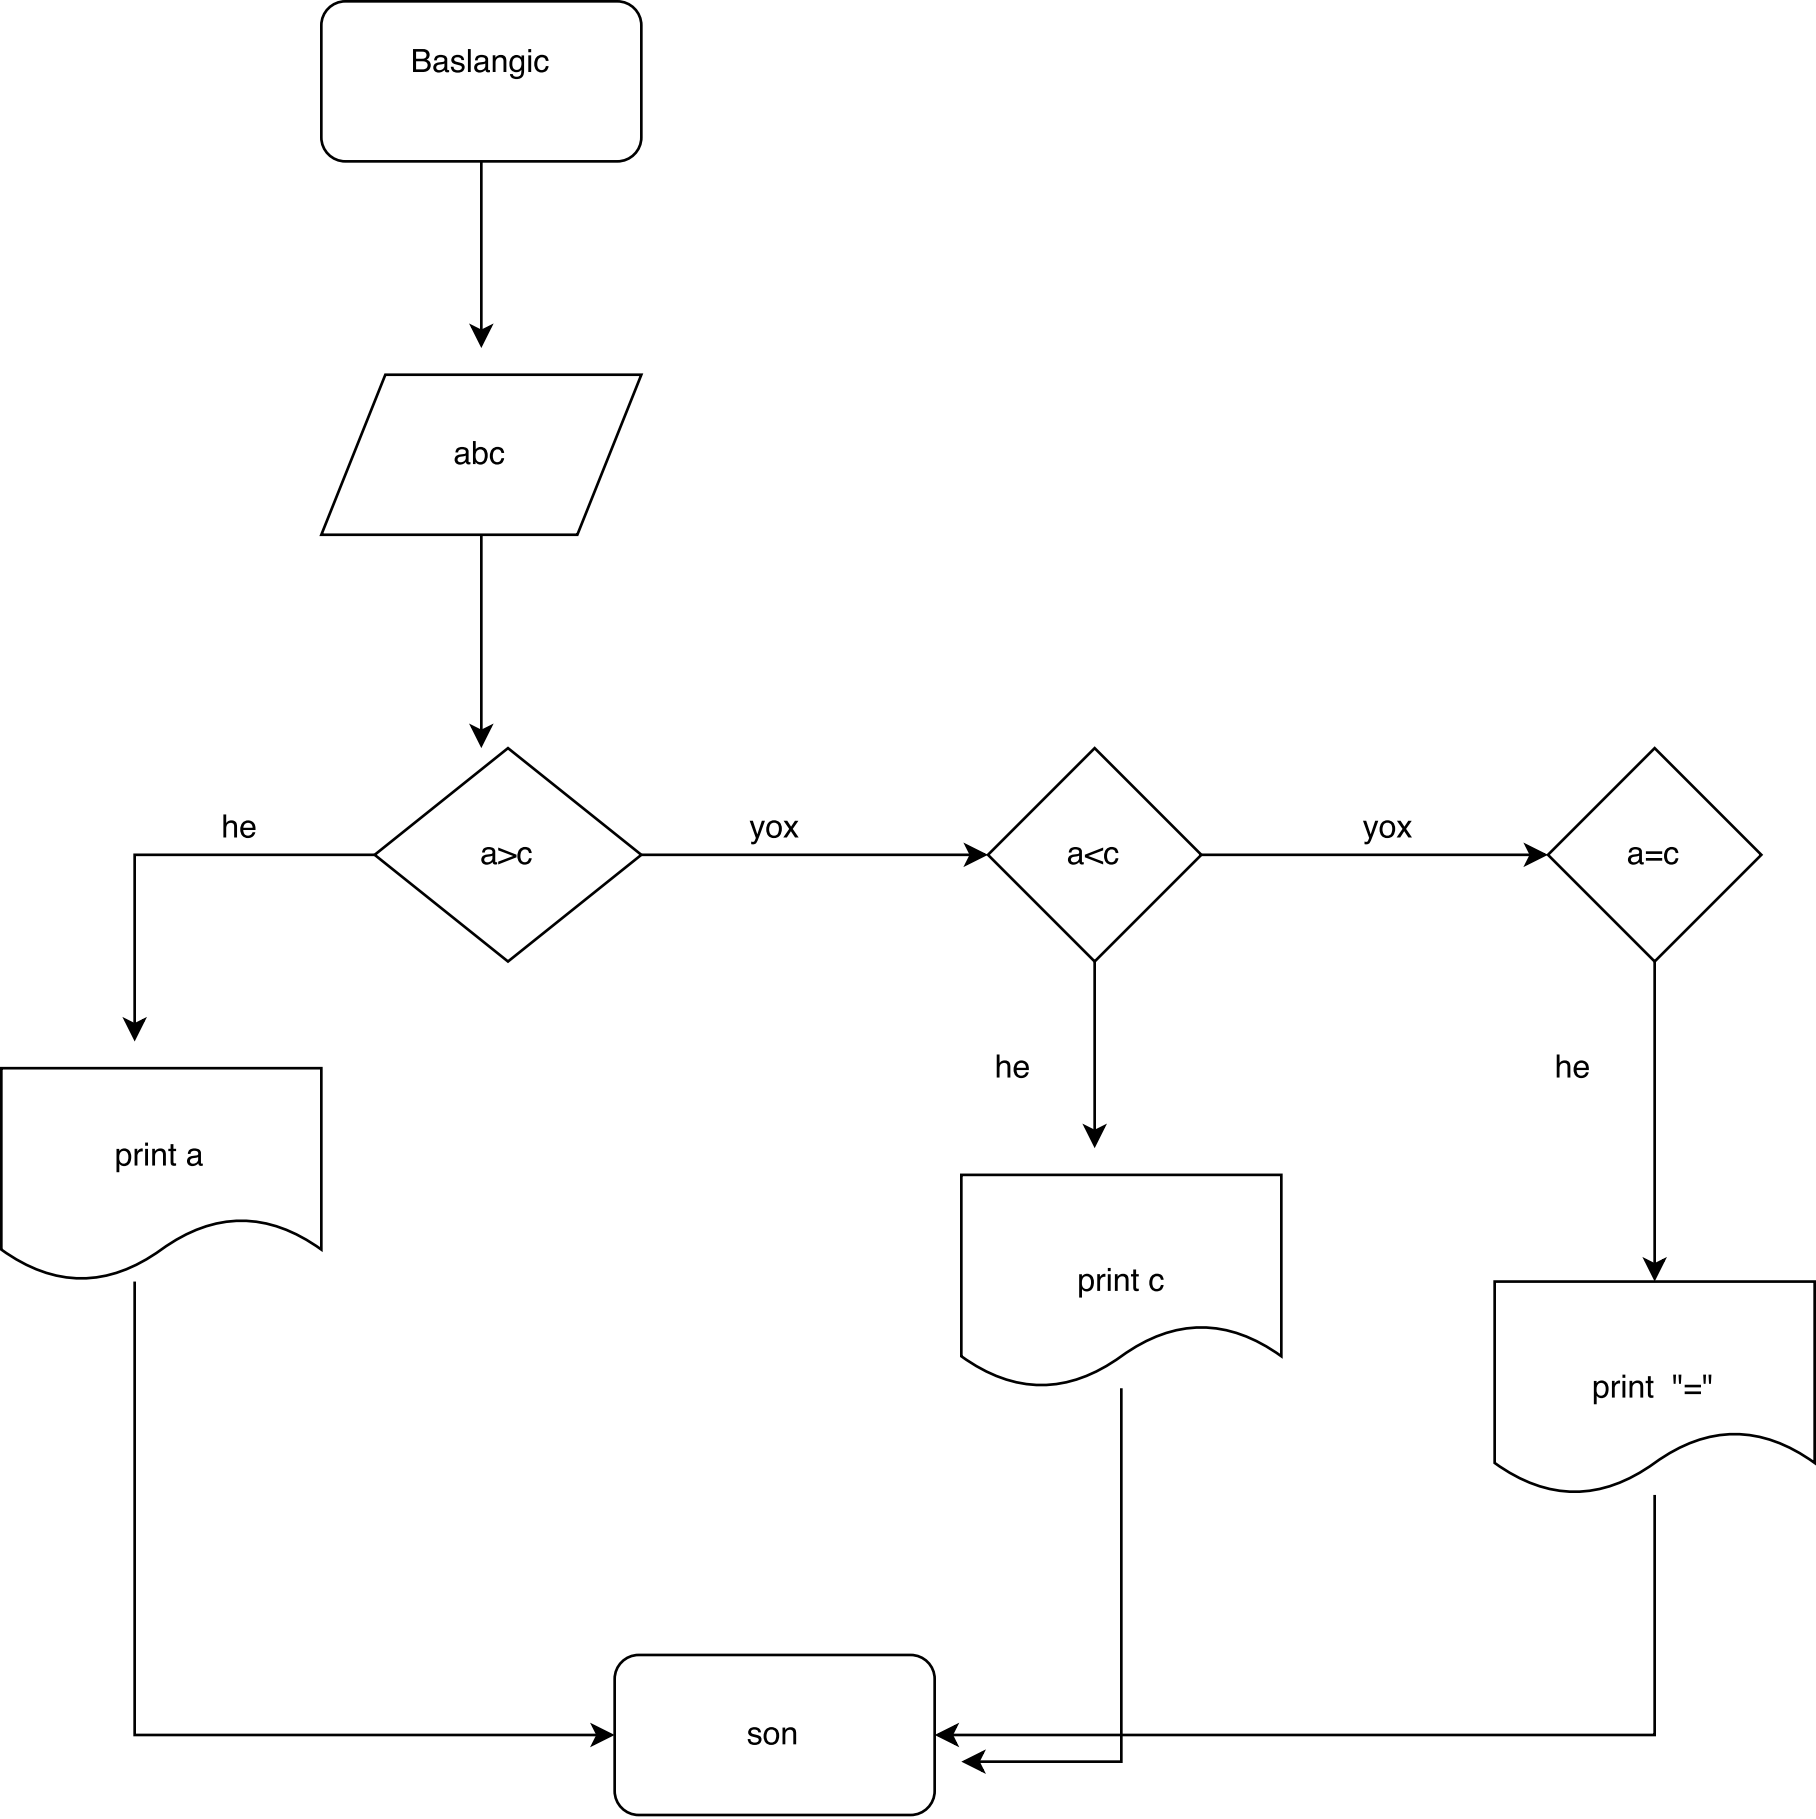 Baslangic
abc
he
yox
yox
a>c
a<c
a=c
he
he
print a
print c
print "="
son